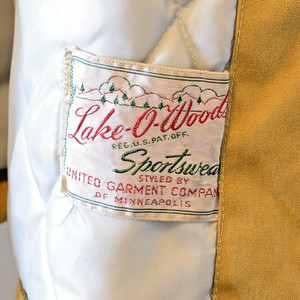 Lake-O-Woods
REG. U.S. PAT. OFF.
Sportswear
STYLED BY
UNITED GARMENT COMPANY
OF MINNEAPOLIS